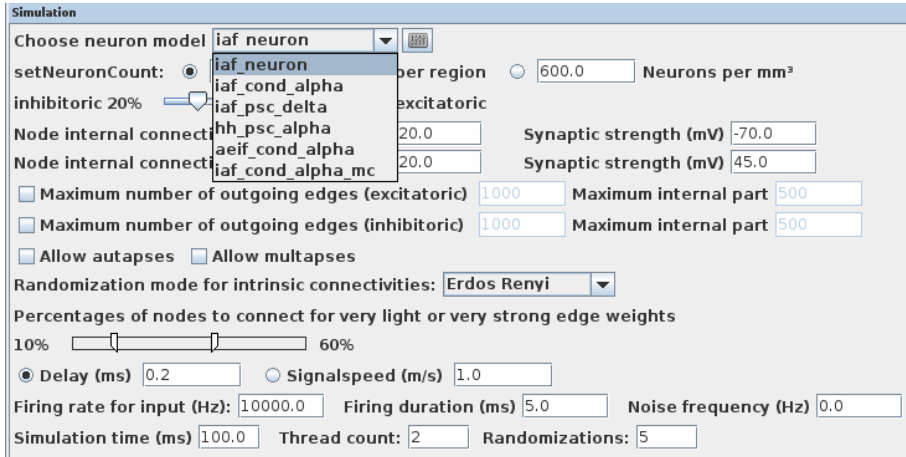 Simulation
Choose neuron model iaf_neuron
iaf_neuron
setNeuronCount: per region 600.0 Neurons per mm³
iaf_cond_alpha
inhibitoric 20% excitatoric
iaf_psc_delta
Node internal connecti 20.0 Synaptic strength (mV) -70.0
hh_psc_alpha
aeif_cond_alpha
Node internal connecti 20.0 Synaptic strength (mV) 45.0
iaf_cond_alpha_mc
Maximum number of outgoing edges (excitatoric) 1000 Maximum internal part 500
Maximum number of outgoing edges (inhibitoric) 1000 Maximum internal part 500
Allow autapses Allow multapses
Randomization mode for intrinsic connectivities: Erdos Renyi
Percentages of nodes to connect for very light or very strong edge weights
10% 60%
Delay (ms) 0.2 Signalspeed (m/s) 1.0
Firing rate for input (Hz): 10000.0 Firing duration (ms) 5.0 Noise frequency (Hz) 0.0
Simulation time (ms) 100.0 Thread count: 2 Randomizations: 5